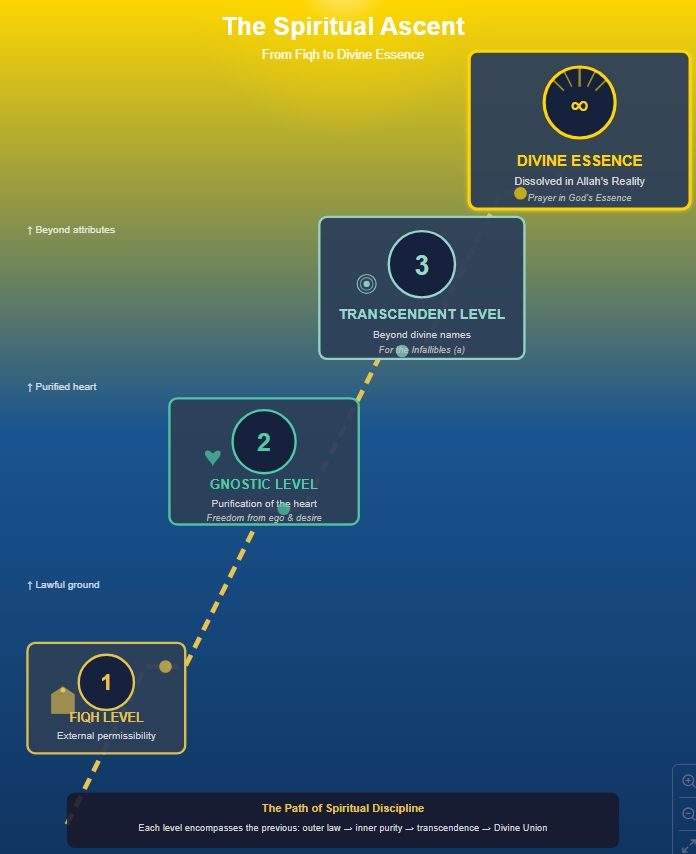 The Spiritual Ascent
From Fiqh to Divine Essence
∞
DIVINE ESSENCE
Dissolved in Allah's Reality
Prayer in God's Essence
↑ Beyond attributes
3
TRANSCENDENT LEVEL
Beyond divine names
For the Infallibles (a)
↑ Purified heart
2
GNOSTIC LEVEL
Purification of the heart
Freedom from ego & desire
↑ Lawful ground
1
FIQH LEVEL
External permissibility
The Path of Spiritual Discipline
Each level encompasses the previous: outer law → inner purity → transcendence → Divine Union